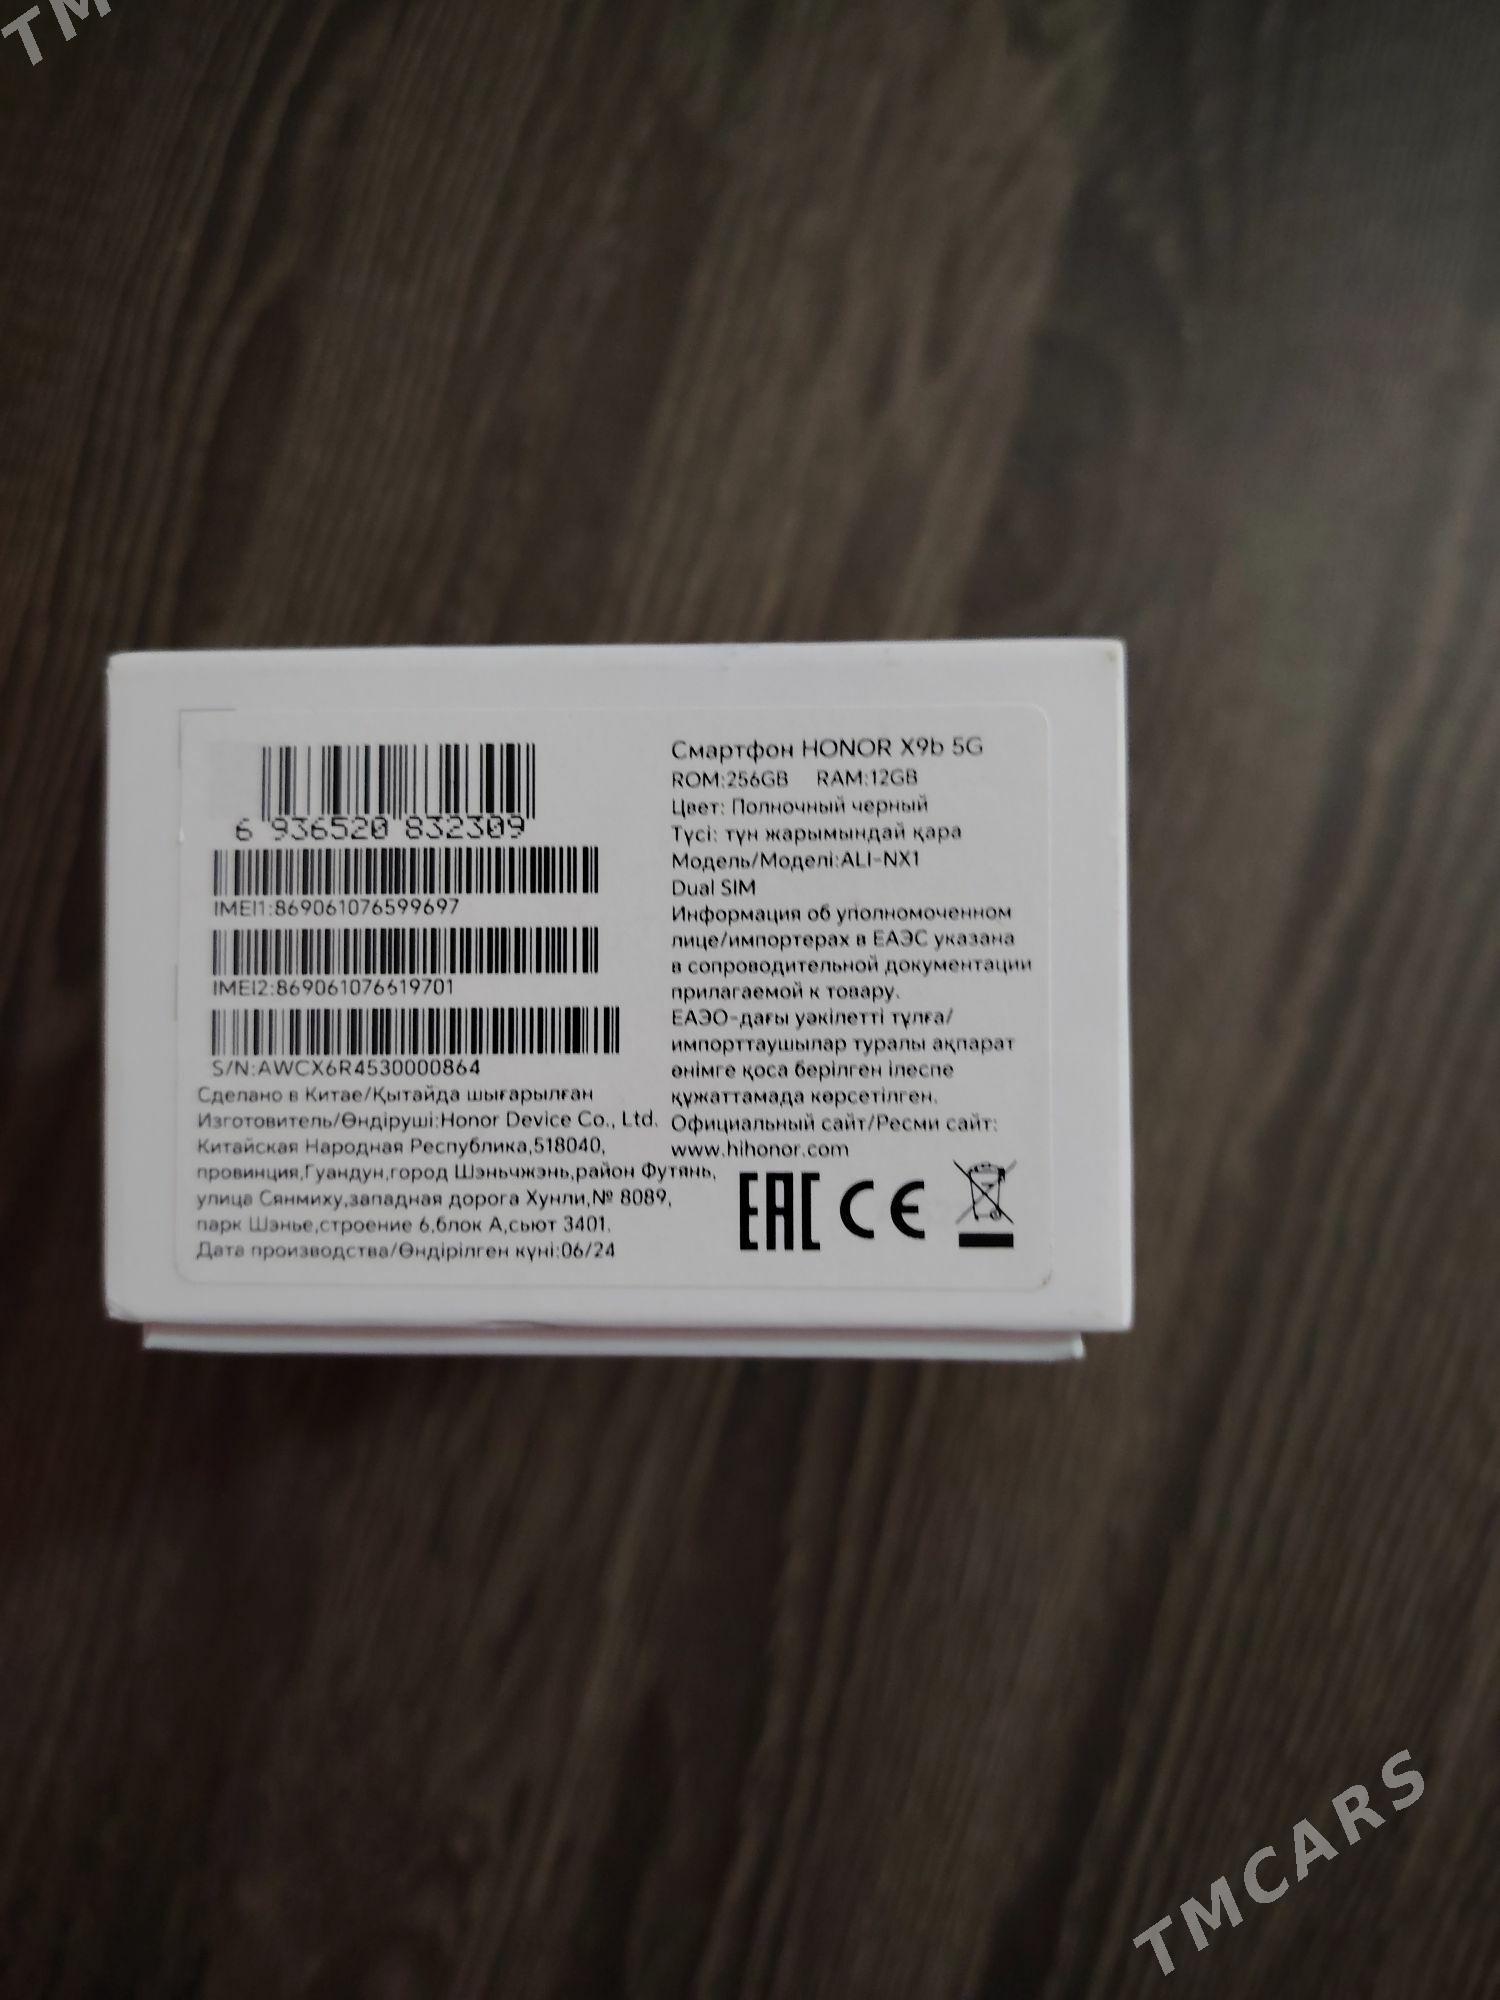 TM
6 936520 832309
IMEI1:869061076599697
IMEI2:869061076619701
S/N:AWCX6R4530000864
Сделано в Китае/Қытайда шығарылған
Изготовитель/Өндіруші:Honor Device Co., Ltd.
Китайская Народная Республика,518040,
провинция,Гуандун,город Шэньчжэнь,район Футянь,
улица Сянмиху,западная дорога Хунли,№ 8089,
парк Шэнье,строение 6,блок А,сьют 3401.
Дата производства/Өндірілген күні:06/24
Смартфон HONOR X9b 5G
ROM:256GB RAM:12GB
Цвет: Полночный черный
Түсі: түн жарымындай қара
Модель/Моделі:ALI-NX1
Dual SIM
Информация об уполномоченном
лице/импортерах в ЕАЭС указана
в сопроводительной документации
прилагаемой к товару.
ЕАЭО-дағы уәкілетті тұлға/
импорттаушылар туралы ақпарат
өнімге қоса берілген ілеспе
құжаттамада көрсетілген.
Официальный сайт/Ресми сайт:
www.hihonor.com
EAC CE
TMCARS